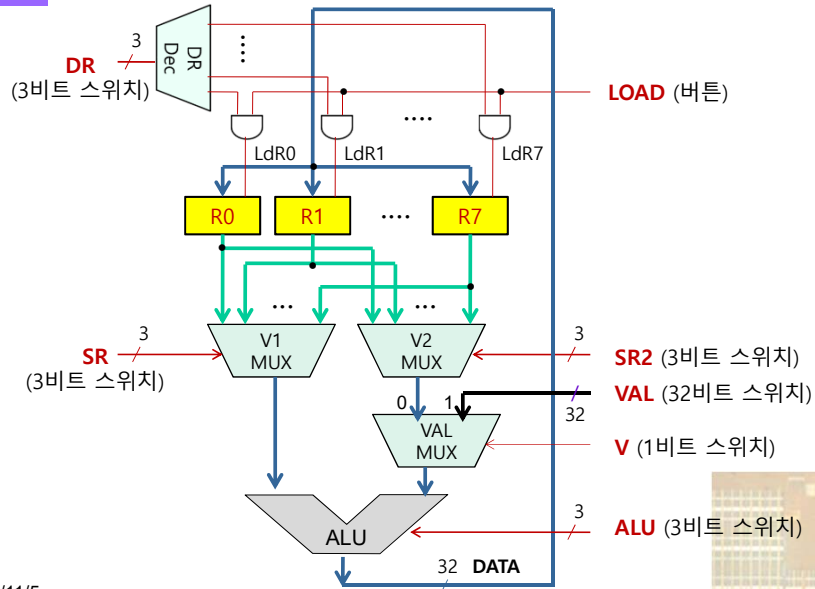 3
DR
(3비트 스위치)
DR
Dec
....
LOAD (버튼)
....
LdR0
LdR1
LdR7
R0
R1
....
R7
...
...
3
SR
(3비트 스위치)
V1
MUX
V2
MUX
3
SR2 (3비트 스위치)
VAL (32비트 스위치)
32
0
1
VAL
MUX
V (1비트 스위치)
3
ALU (3비트 스위치)
ALU
32 DATA